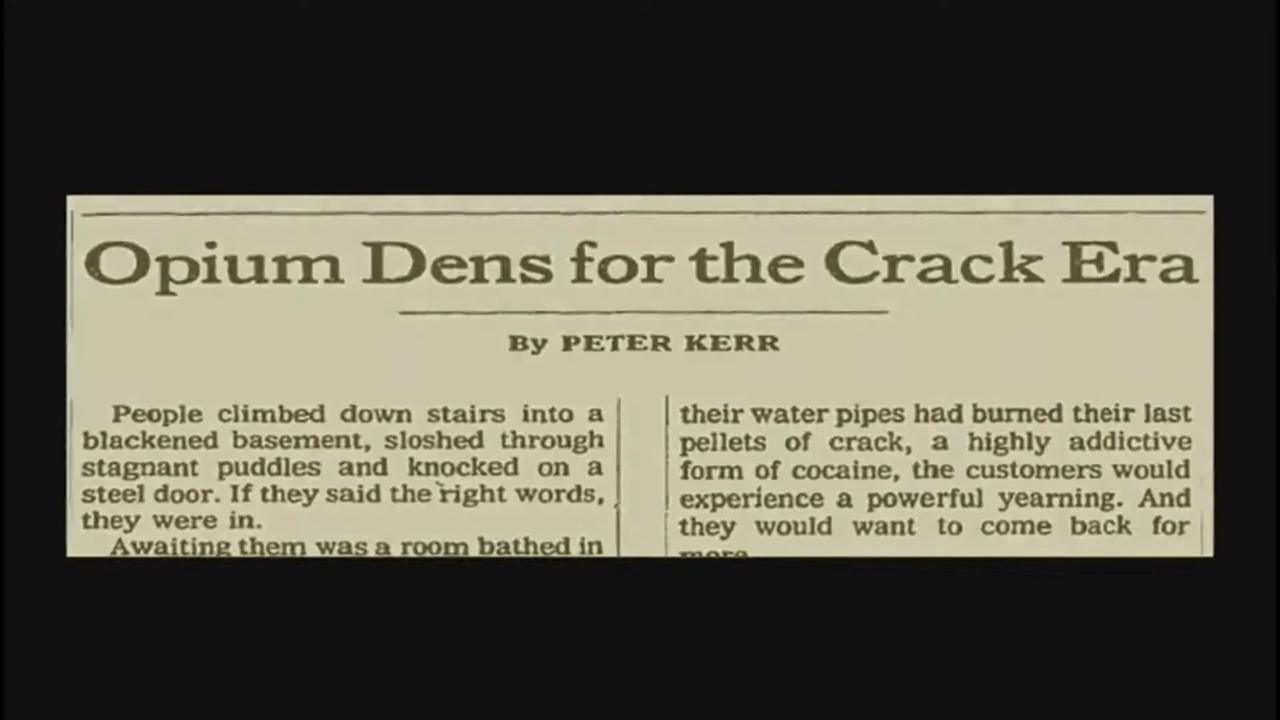 Opium Dens for the Crack Era
By PETER KERR
People climbed down stairs into a
blackened basement, sloshed through
stagnant puddles and knocked on a
steel door. If they said the right words,
they were in.
Awaiting them was a room bathed in
their water pipes had burned their last
pellets of crack, a highly addictive
form of cocaine, the customers would
experience a powerful yearning. And
they would want to come back for
more.